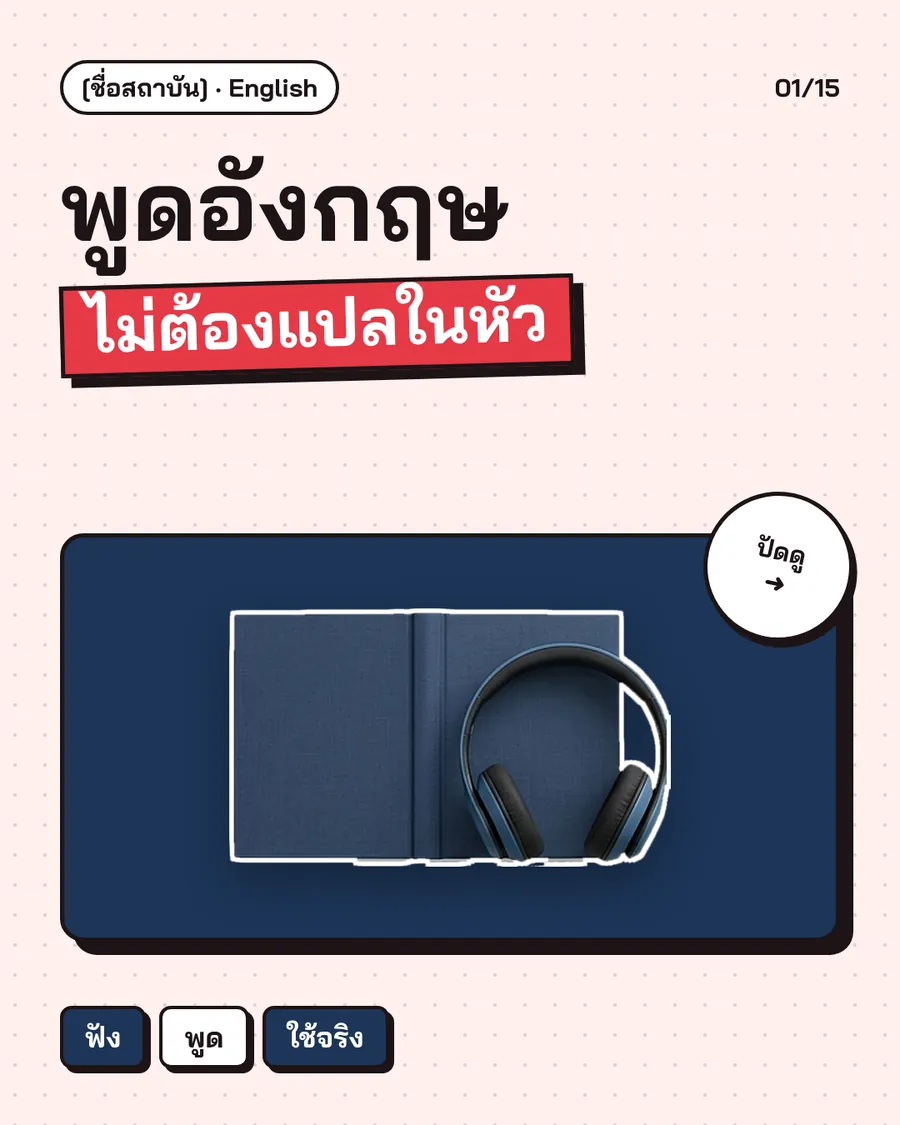 (ชื่อสถาบัน) · English
01/15
พูดอังกฤษ
ไม่ต้องแปลในหัว
ปัดดู
→
ฟัง
พูด
ใช้จริง